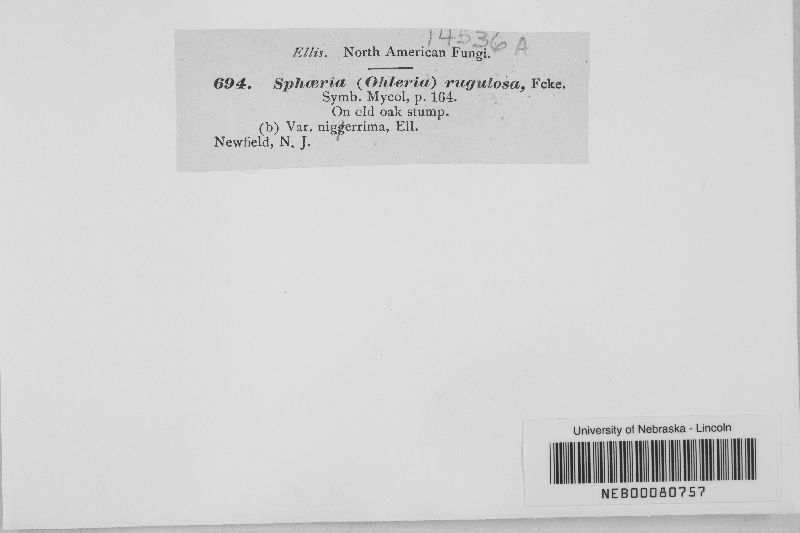 14536 A
Ellis. North American Fungi.
694. Sphæria (Ohleria) rugulosa, Fcke.
Symb. Mycol, p. 164.
On old oak stump.
(b) Var. niggerrima, Ell.
Newfield, N. J.
University of Nebraska - Lincoln
NEB00080757